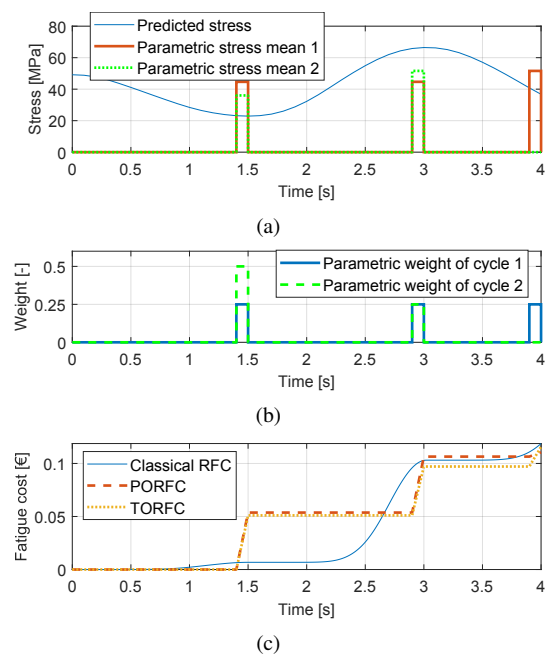 Predicted stress
Parametric stress mean 1
Parametric stress mean 2
Stress [MPa]
80
60
40
20
0
0 0.5 1 1.5 2 2.5 3 3.5 4
Time [s]
(a)
Parametric weight of cycle 1
Parametric weight of cycle 2
Weight [-]
0.5
0.25
0
0 0.5 1 1.5 2 2.5 3 3.5 4
Time [s]
(b)
Classical RFC
PORFC
TORFC
Fatigue cost [€]
0.1
0.05
0
0 0.5 1 1.5 2 2.5 3 3.5 4
Time [s]
(c)